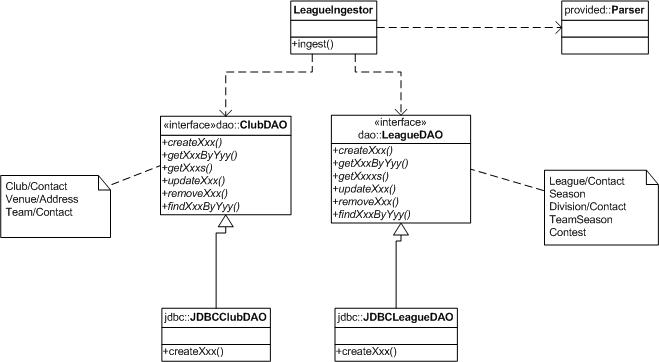 LeagueIngestor
+ingest()
provided::Parser
«interface»dao::ClubDAO
+createXxx()
+getXxxByYyy()
+getXxxs()
+updateXxx()
+removeXxx()
+findXxxByYyy()
«interface»
dao::LeagueDAO
+createXxx()
+getXxxByYyy()
+getXxxxs()
+updateXxx()
+removeXxx()
+findXxxByYyy()
Club/Contact
Venue/Address
Team/Contact
League/Contact
Season
Division/Contact
TeamSeason
Contest
jdbc::JDBCClubDAO
+createXxx()
jdbc::JDBCLeagueDAO
+createXxx()